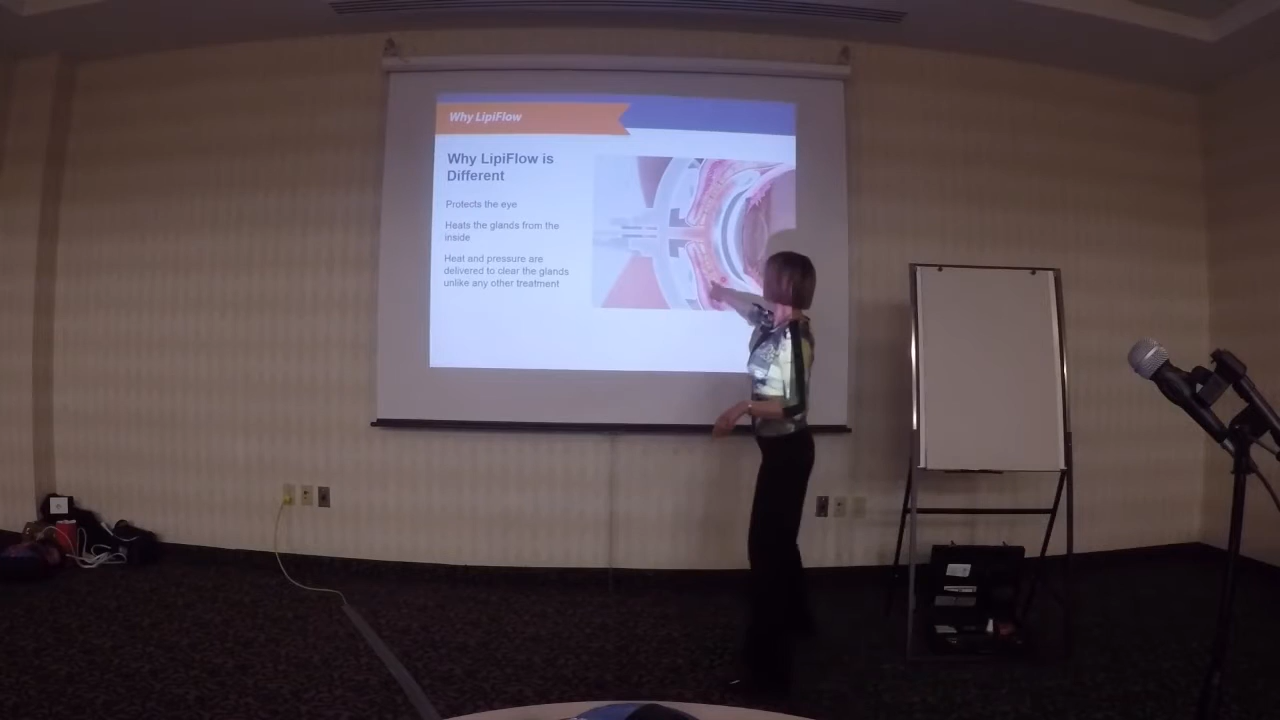 Why LipiFlow
Why LipiFlow is
Different
Protects the eye
Heats the glands from the
inside
Heat and pressure are
delivered to clear the glands
unlike any other treatment